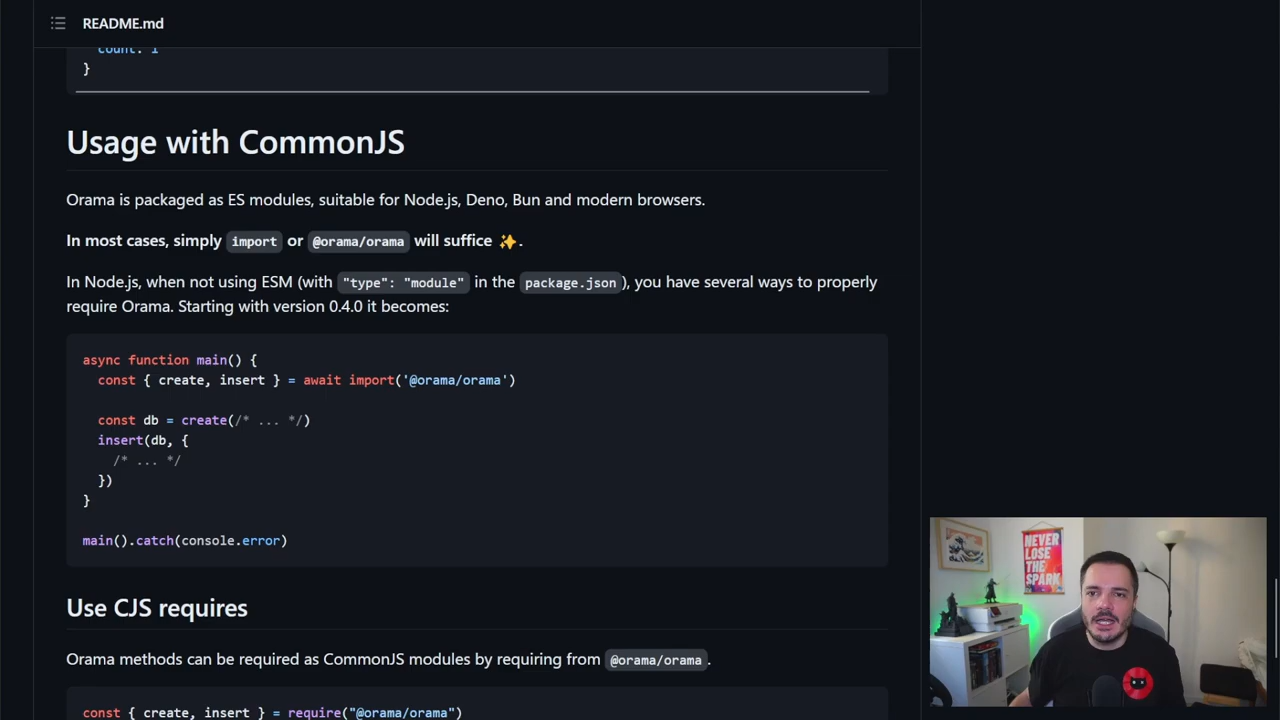 README.md
count: 1
}
Usage with CommonJS
Orama is packaged as ES modules, suitable for Node.js, Deno, Bun and modern browsers.
In most cases, simply import or @orama/orama will suffice ✨.
In Node.js, when not using ESM (with "type": "module" in the package.json), you have several ways to properly
require Orama. Starting with version 0.4.0 it becomes:
async function main() {
  const { create, insert } = await import('@orama/orama')
  const db = create(/* ... */)
  insert(db, {
    /* ... */
  })
}
main().catch(console.error)
Use CJS requires
Orama methods can be required as CommonJS modules by requiring from @orama/orama.
const { create, insert } = require("@orama/orama")
NEVER
LOSE
THE
SPARK